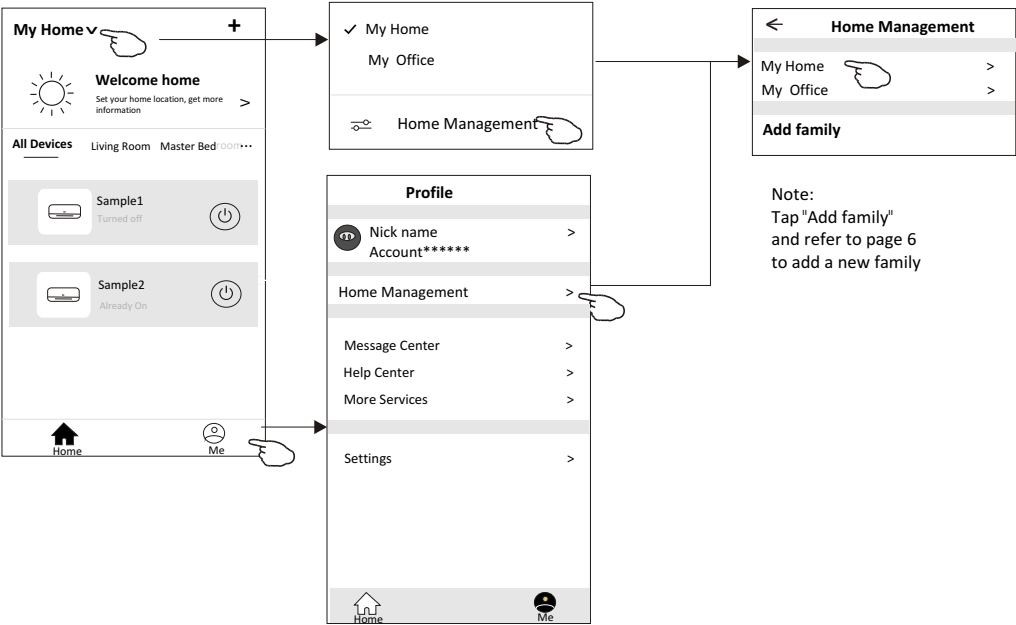 My Home
+
Welcome home
Set your home location, get more
information
>
All Devices Living Room Master Bedroom ...
Sample1
Turned off
Sample2
Already On
Home
Me
✓ My Home
My Office
Home Management
Profile
Nick name >
Account******
Home Management >
Message Center >
Help Center >
More Services >
Settings >
Home
Me
Home Management
My Home >
My Office >
Add family
Note:
Tap "Add family"
and refer to page 6
to add a new family